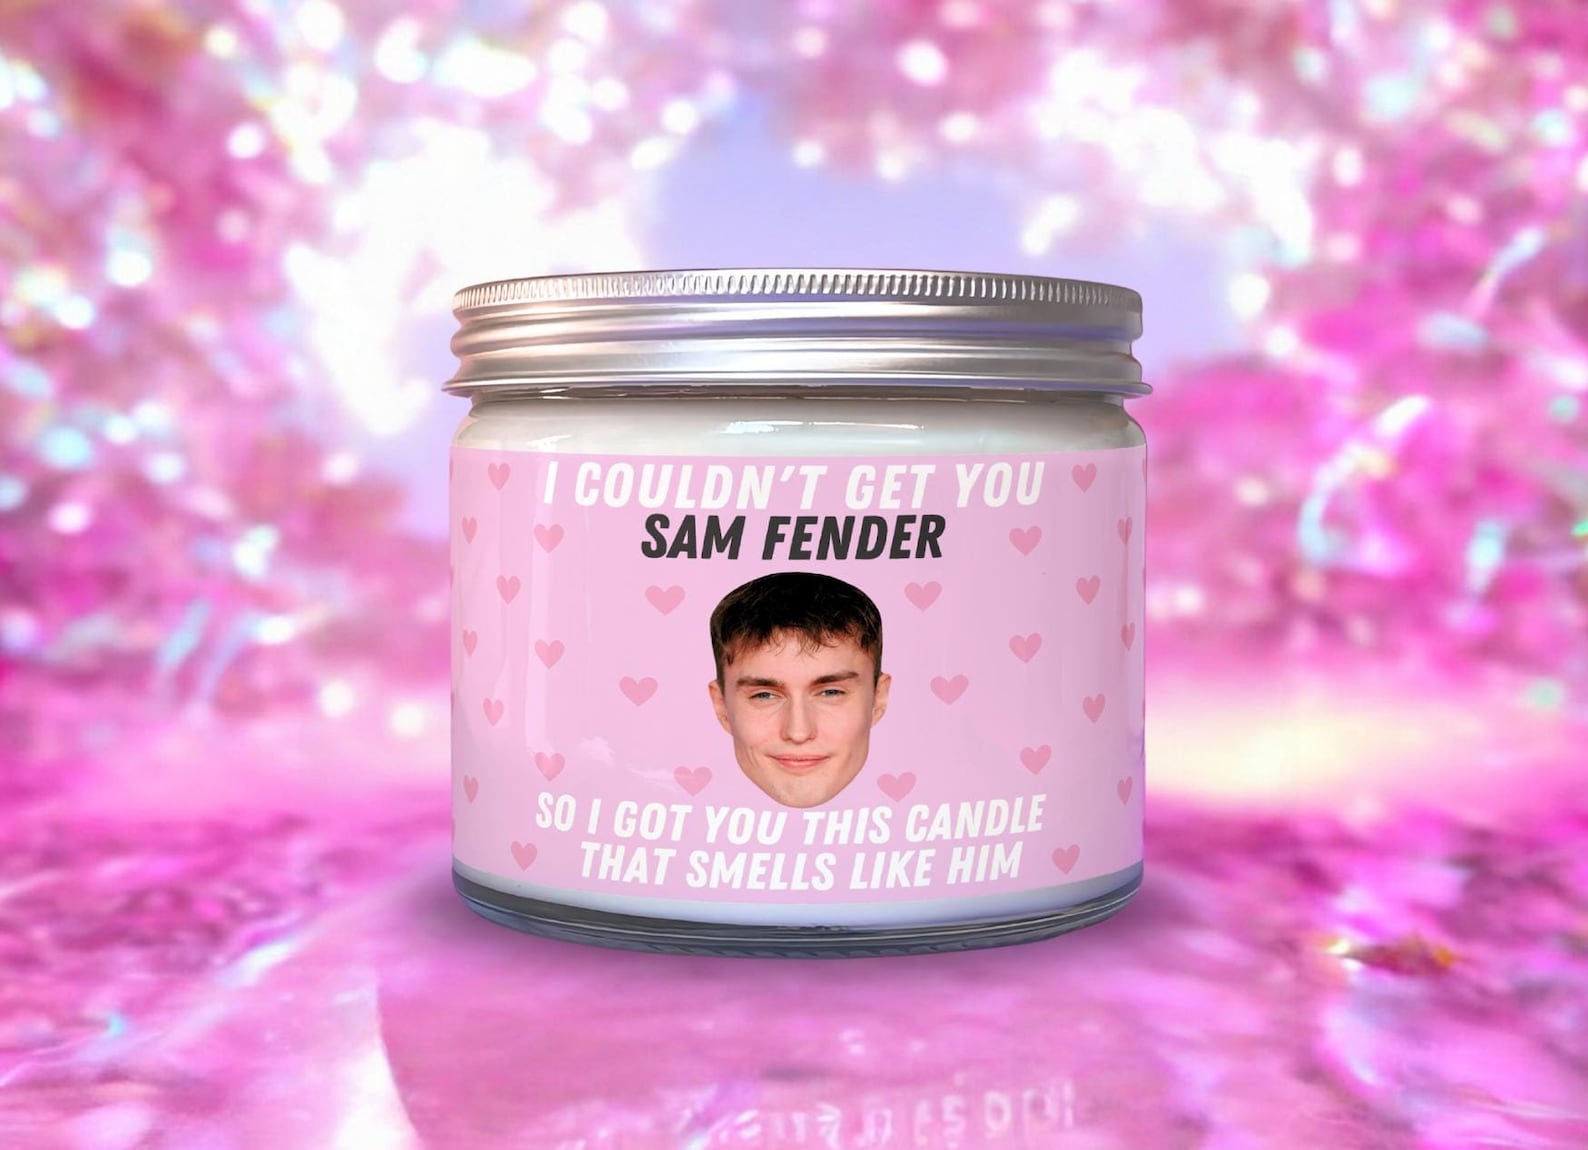 I COULDN'T GET YOU
SAM FENDER
SO I GOT YOU THIS CANDLE
THAT SMELLS LIKE HIM